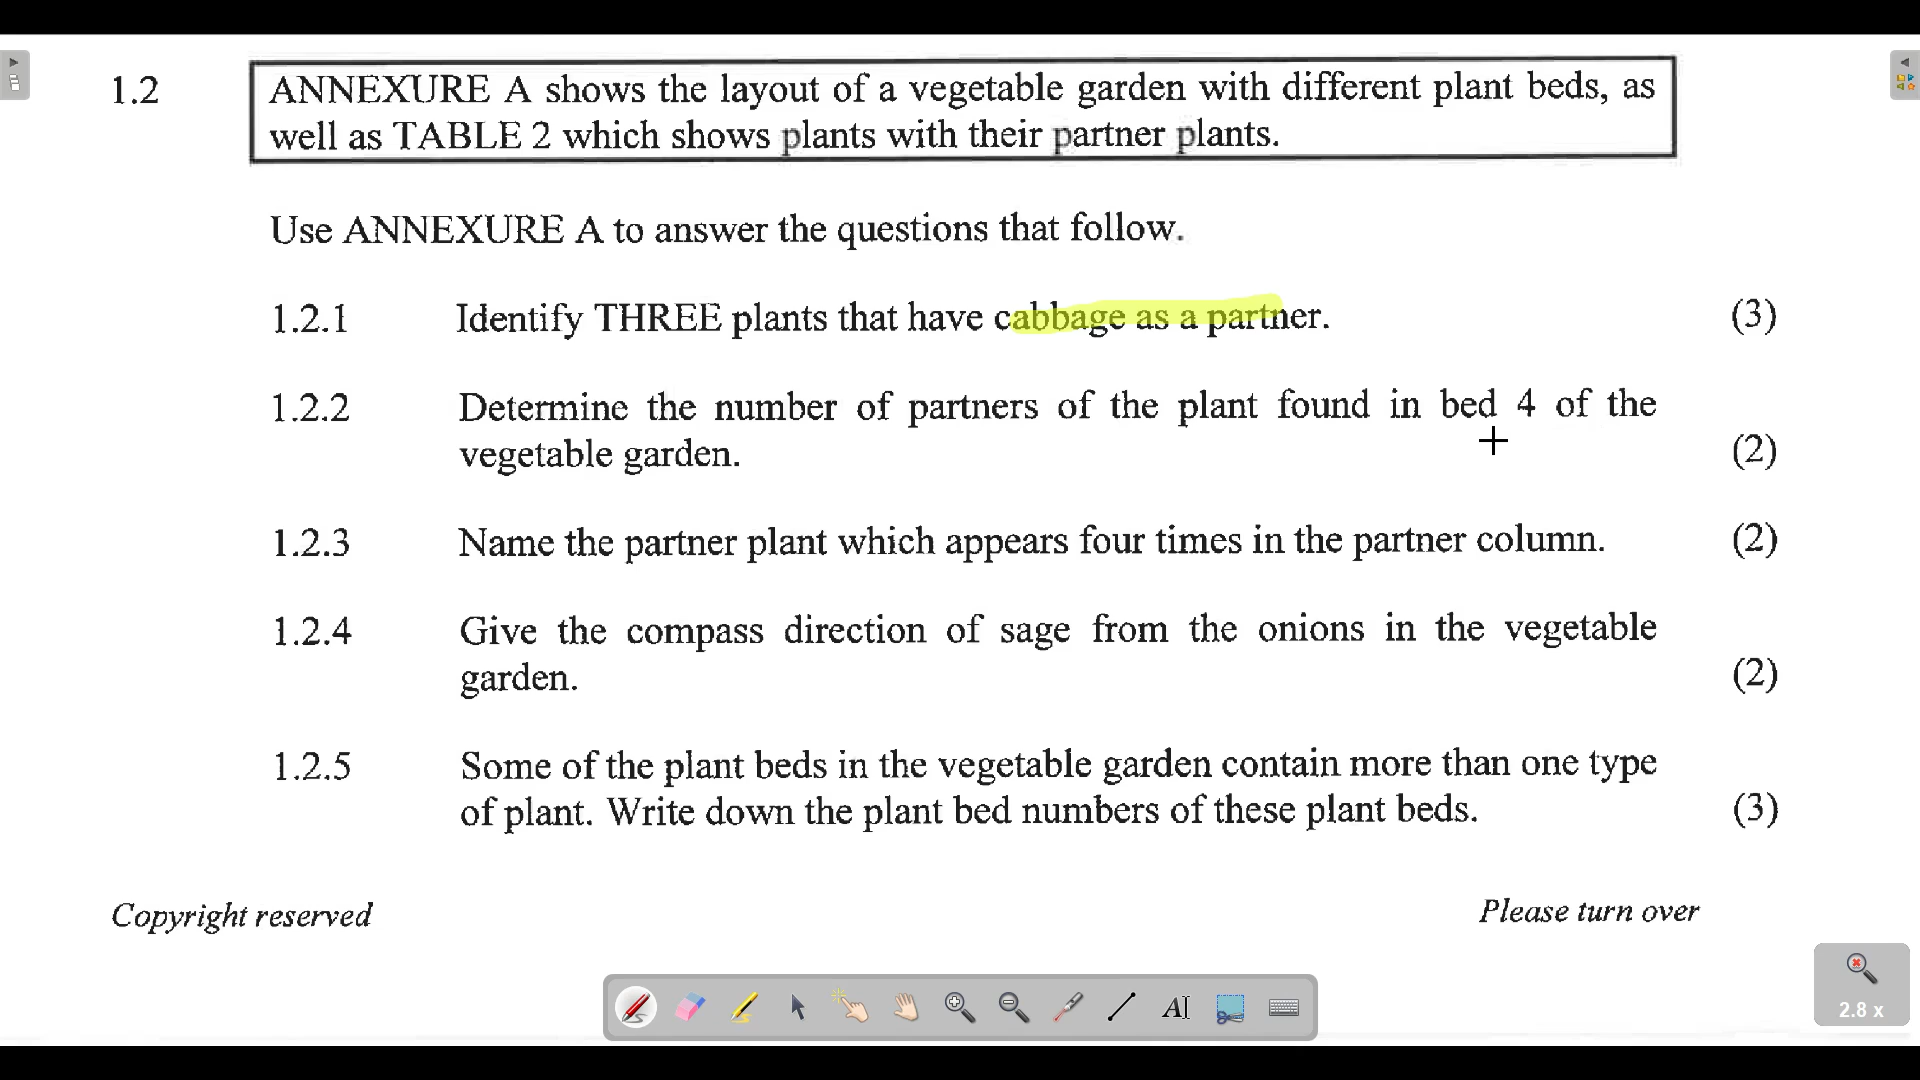 1.2 ANNEXURE A shows the layout of a vegetable garden with different plant beds, as
well as TABLE 2 which shows plants with their partner plants.
Use ANNEXURE A to answer the questions that follow.
1.2.1 Identify THREE plants that have cabbage as a partner. (3)
1.2.2 Determine the number of partners of the plant found in bed 4 of the
vegetable garden. (2)
1.2.3 Name the partner plant which appears four times in the partner column. (2)
1.2.4 Give the compass direction of sage from the onions in the vegetable
garden. (2)
1.2.5 Some of the plant beds in the vegetable garden contain more than one type
of plant. Write down the plant bed numbers of these plant beds. (3)
Copyright reserved Please turn over
AI
2.8 x